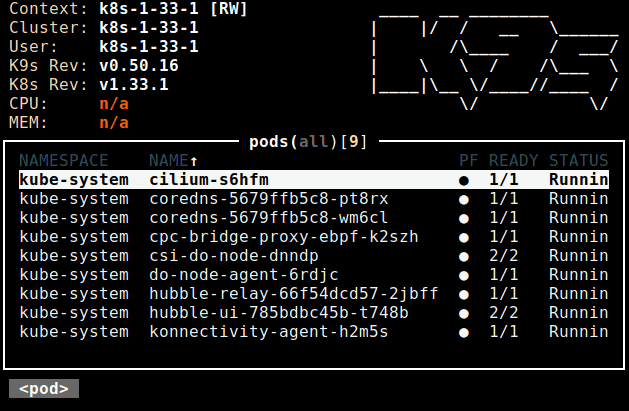 Context: k8s-1-33-1 [RW]
Cluster: k8s-1-33-1
User: k8s-1-33-1
K9s Rev: v0.50.16
K8s Rev: v1.33.1
CPU: n/a
MEM: n/a
K9s
pods(all)[9]
NAMESPACE NAME↑ PF READY STATUS
kube-system cilium-s6hfm ● 1/1 Runnin
kube-system coredns-5679ffb5c8-pt8rx ● 1/1 Runnin
kube-system coredns-5679ffb5c8-wm6cl ● 1/1 Runnin
kube-system cpc-bridge-proxy-ebpf-k2szh ● 1/1 Runnin
kube-system csi-do-node-dnndp ● 2/2 Runnin
kube-system do-node-agent-6rdjc ● 1/1 Runnin
kube-system hubble-relay-66f54dcd57-2jbff ● 1/1 Runnin
kube-system hubble-ui-785bdbc45b-t748b ● 2/2 Runnin
kube-system konnectivity-agent-h2m5s ● 1/1 Runnin
<pod>